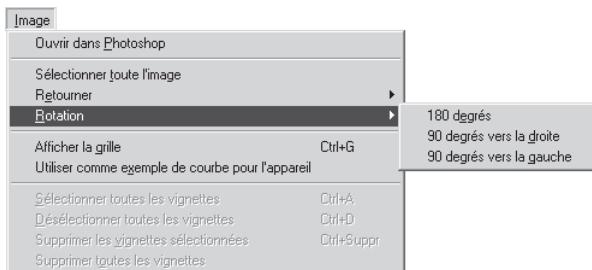 Image
Ouvrir dans Photoshop
Sélectionner toute l'image
Retourner
Rotation
180 degrés
90 degrés vers la droite
90 degrés vers la gauche
Afficher la grille Ctrl+G
Utiliser comme exemple de courbe pour l'appareil
Sélectionner toutes les vignettes Ctrl+A
Désélectionner toutes les vignettes Ctrl+D
Supprimer les vignettes sélectionnées Ctrl+Suppr
Supprimer toutes les vignettes